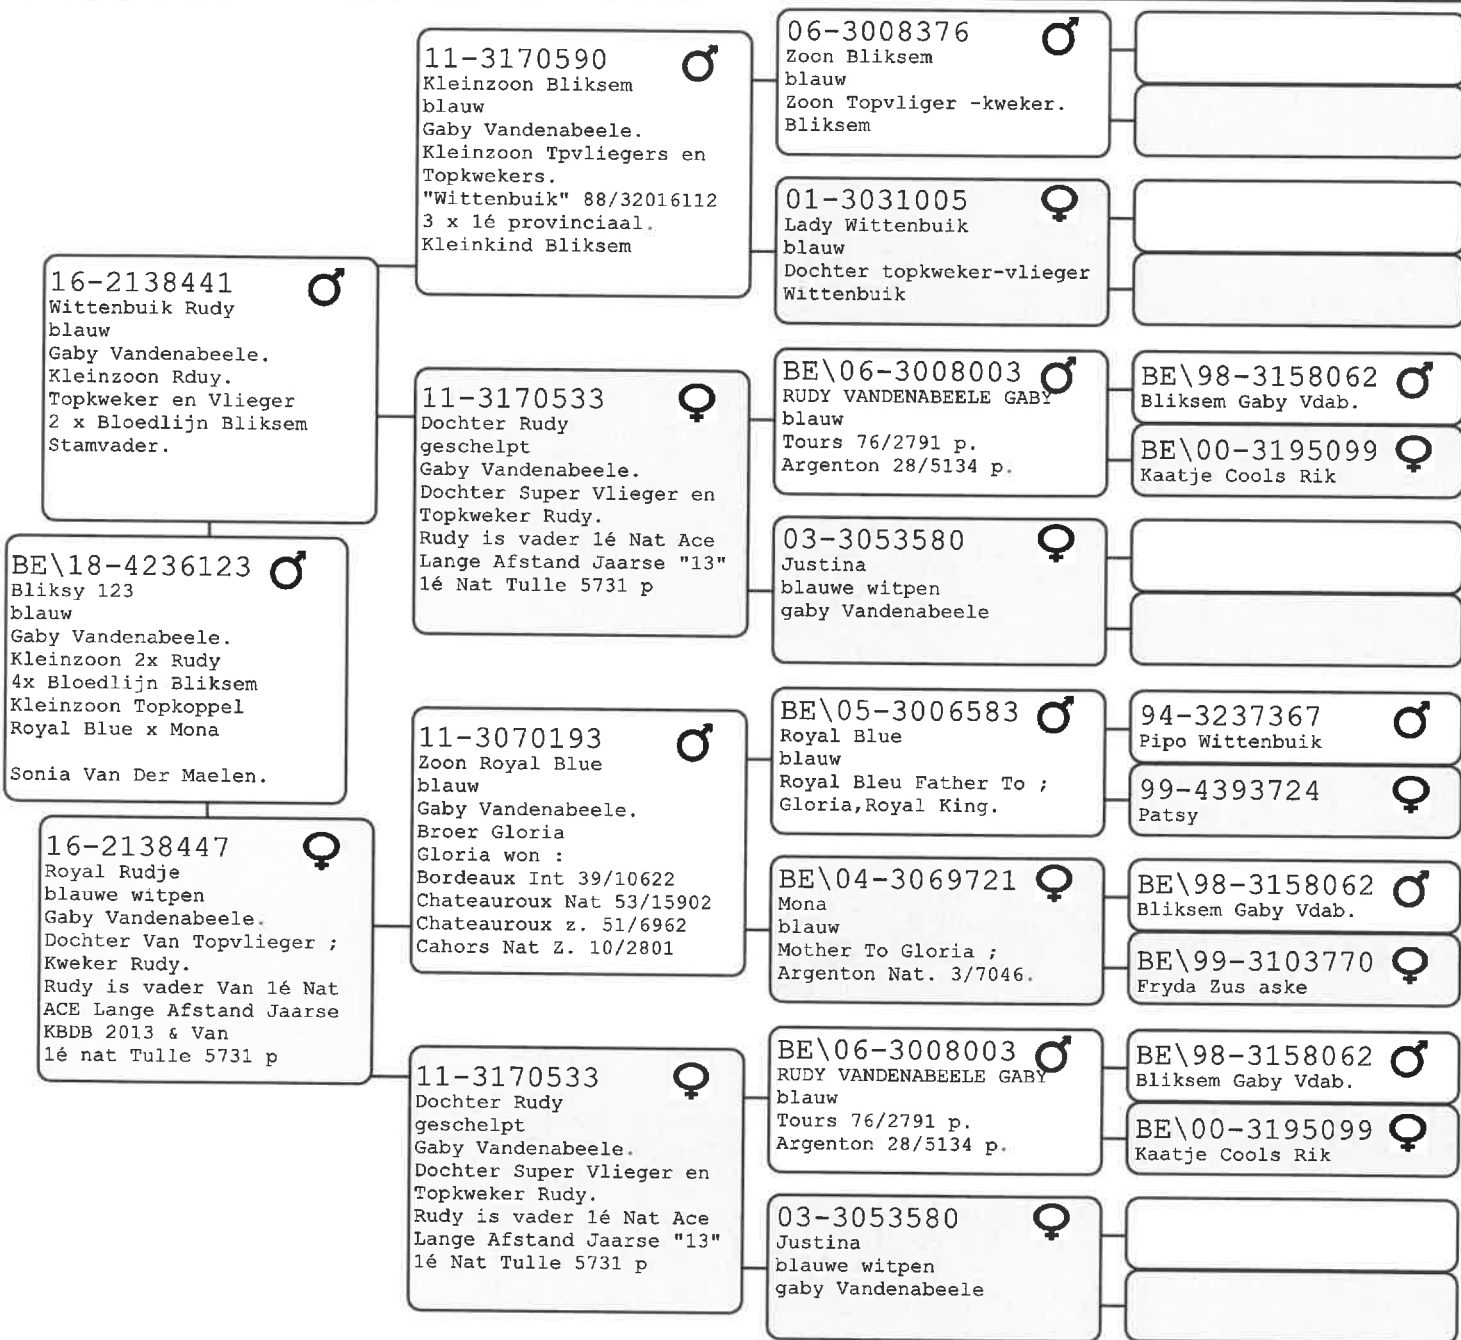 BE\18-4236123
Bliksy 123
blauw
Gaby Vandenabeele.
Kleinzoon 2x Rudy
4x Bloedlijn Bliksem
Kleinzoon Topkoppel
Royal Blue x Mona
Sonia Van Der Maelen.
16-2138441
Wittenbuik Rudy
blauw
Gaby Vandenabeele.
Kleinzoon Rduy.
Topkweker en Vlieger
2 x Bloedlijn Bliksem
Stamvader.
16-2138447
Royal Rudje
blauwe witpen
Gaby Vandenabeele.
Dochter Van Topvlieger ;
Kweker Rudy.
Rudy is vader Van 1é Nat
ACE Lange Afstand Jaarse
KBDB 2013 & Van
1é nat Tulle 5731 p
11-3170590
Kleinzoon Bliksem
blauw
Gaby Vandenabeele.
Kleinzoon Tpvliegers en
Topkwekers.
"Wittenbuik" 88/32016112
3 x 1é provinciaal.
Kleinkind Bliksem
11-3170533
Dochter Rudy
geschelpt
Gaby Vandenabeele.
Dochter Super Vlieger en
Topkweker Rudy.
Rudy is vader 1é Nat Ace
Lange Afstand Jaarse "13"
1é Nat Tulle 5731 p
11-3070193
Zoon Royal Blue
blauw
Gaby Vandenabeele.
Broer Gloria
Gloria won :
Bordeaux Int 39/10622
Chateauroux Nat 53/15902
Chateauroux z. 51/6962
Cahors Nat Z. 10/2801
11-3170533
Dochter Rudy
geschelpt
Gaby Vandenabeele.
Dochter Super Vlieger en
Topkweker Rudy.
Rudy is vader 1é Nat Ace
Lange Afstand Jaarse "13"
1é Nat Tulle 5731 p
06-3008376
Zoon Bliksem
blauw
Zoon Topvliger -kweker.
Bliksem
01-3031005
Lady Wittenbuik
blauw
Dochter topkweker-vlieger
Wittenbuik
BE\06-3008003
RUDY VANDENABEELE GABY
blauw
Tours 76/2791 p.
Argenton 28/5134 p.
03-3053580
Justina
blauwe witpen
gaby Vandenabeele
BE\05-3006583
Royal Blue
blauw
Royal Bleu Father To ;
Gloria,Royal King.
BE\04-3069721
Mona
blauw
Mother To Gloria ;
Argenton Nat. 3/7046.
BE\06-3008003
RUDY VANDENABEELE GABY
blauw
Tours 76/2791 p.
Argenton 28/5134 p.
03-3053580
Justina
blauwe witpen
gaby Vandenabeele
BE\98-3158062
Bliksem Gaby Vdab.
BE\00-3195099
Kaatje Cools Rik
94-3237367
Pipo Wittenbuik
99-4393724
Patsy
BE\98-3158062
Bliksem Gaby Vdab.
BE\99-3103770
Fryda Zus aske
BE\98-3158062
Bliksem Gaby Vdab.
BE\00-3195099
Kaatje Cools Rik